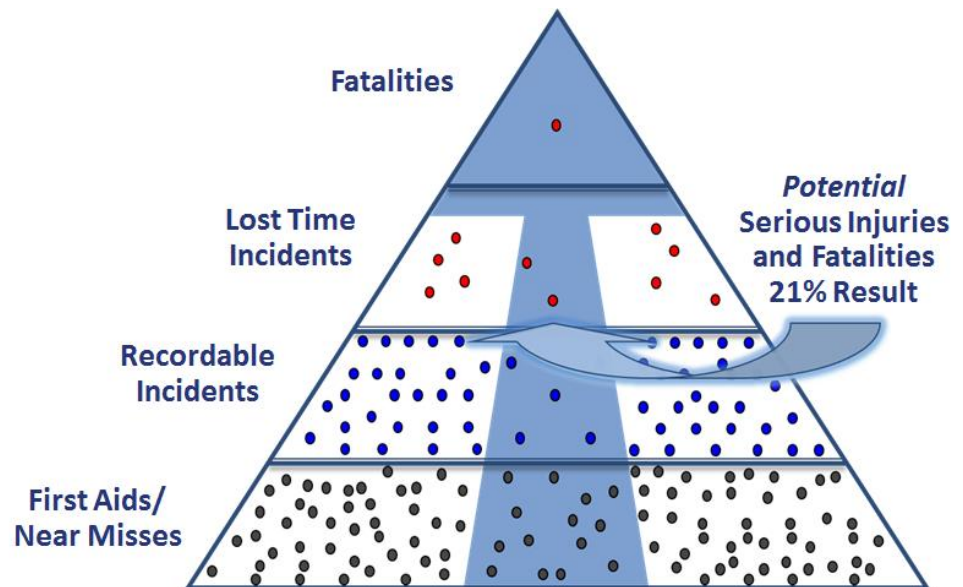 Fatalities
Lost Time
Incidents
Potential
Serious Injuries
and Fatalities
21% Result
Recordable
Incidents
First Aids/
Near Misses